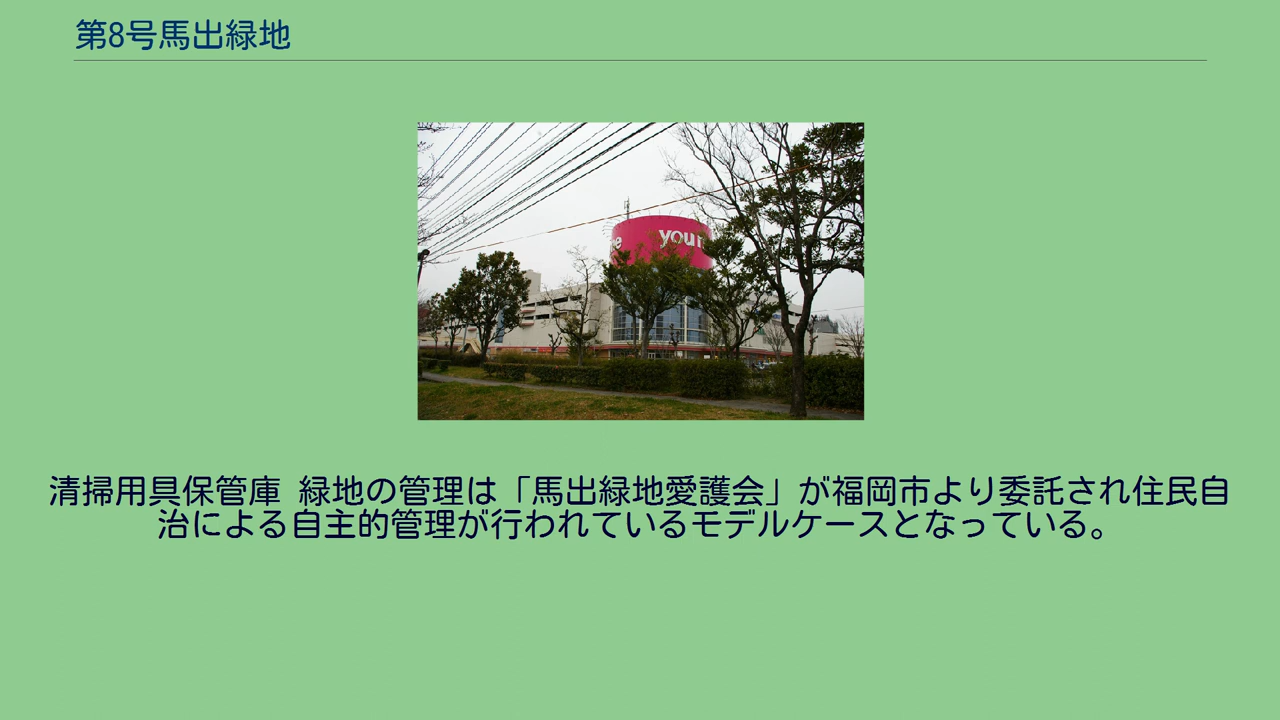 第8号馬出緑地
you
清掃用具保管庫 緑地の管理は「馬出緑地愛護会」が福岡市より委託され住民自
治による自主的管理が行われているモデルケースとなっている。